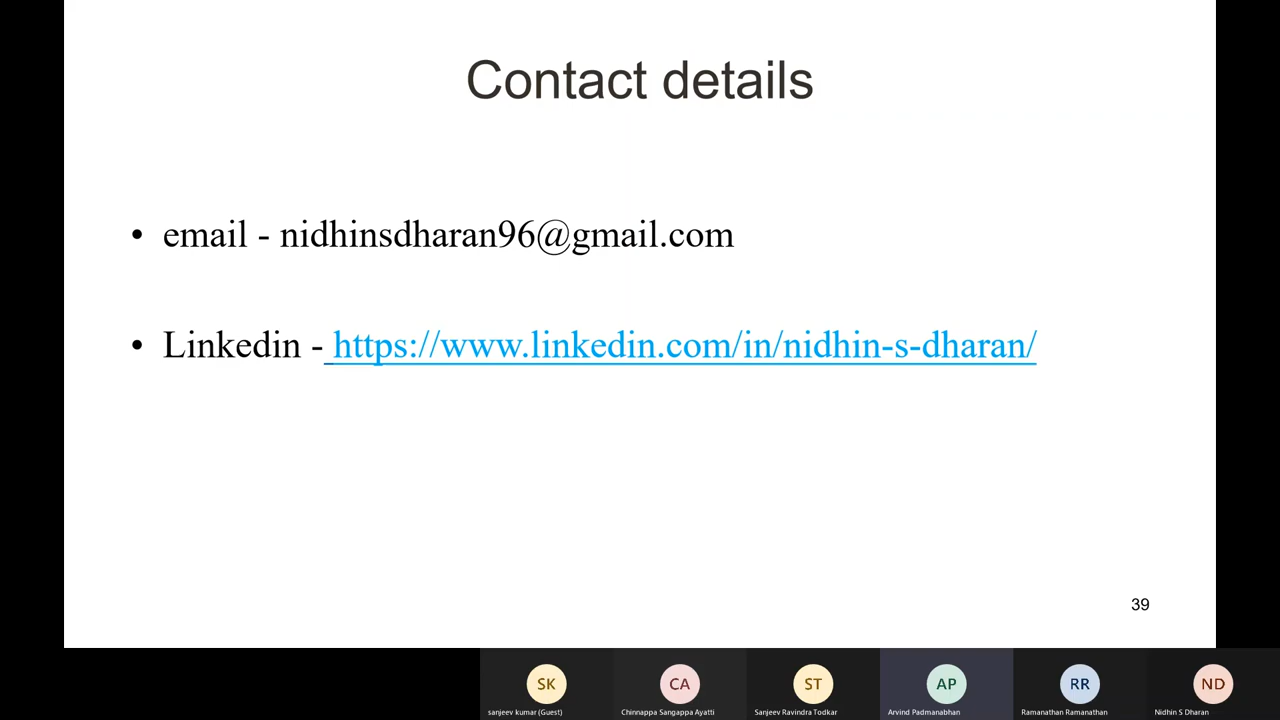 Contact details
• email - nidhinsdharan96@gmail.com
• Linkedin - https://www.linkedin.com/in/nidhin-s-dharan/
39
SK CA ST AP RR ND
sanjeev kumar (Guest) Chinnappa Sangappa Ayatti Sanjeev Ravindra Todkar Arvind Padmanabhan Ramanathan Ramanathan Nidhin S Dharan